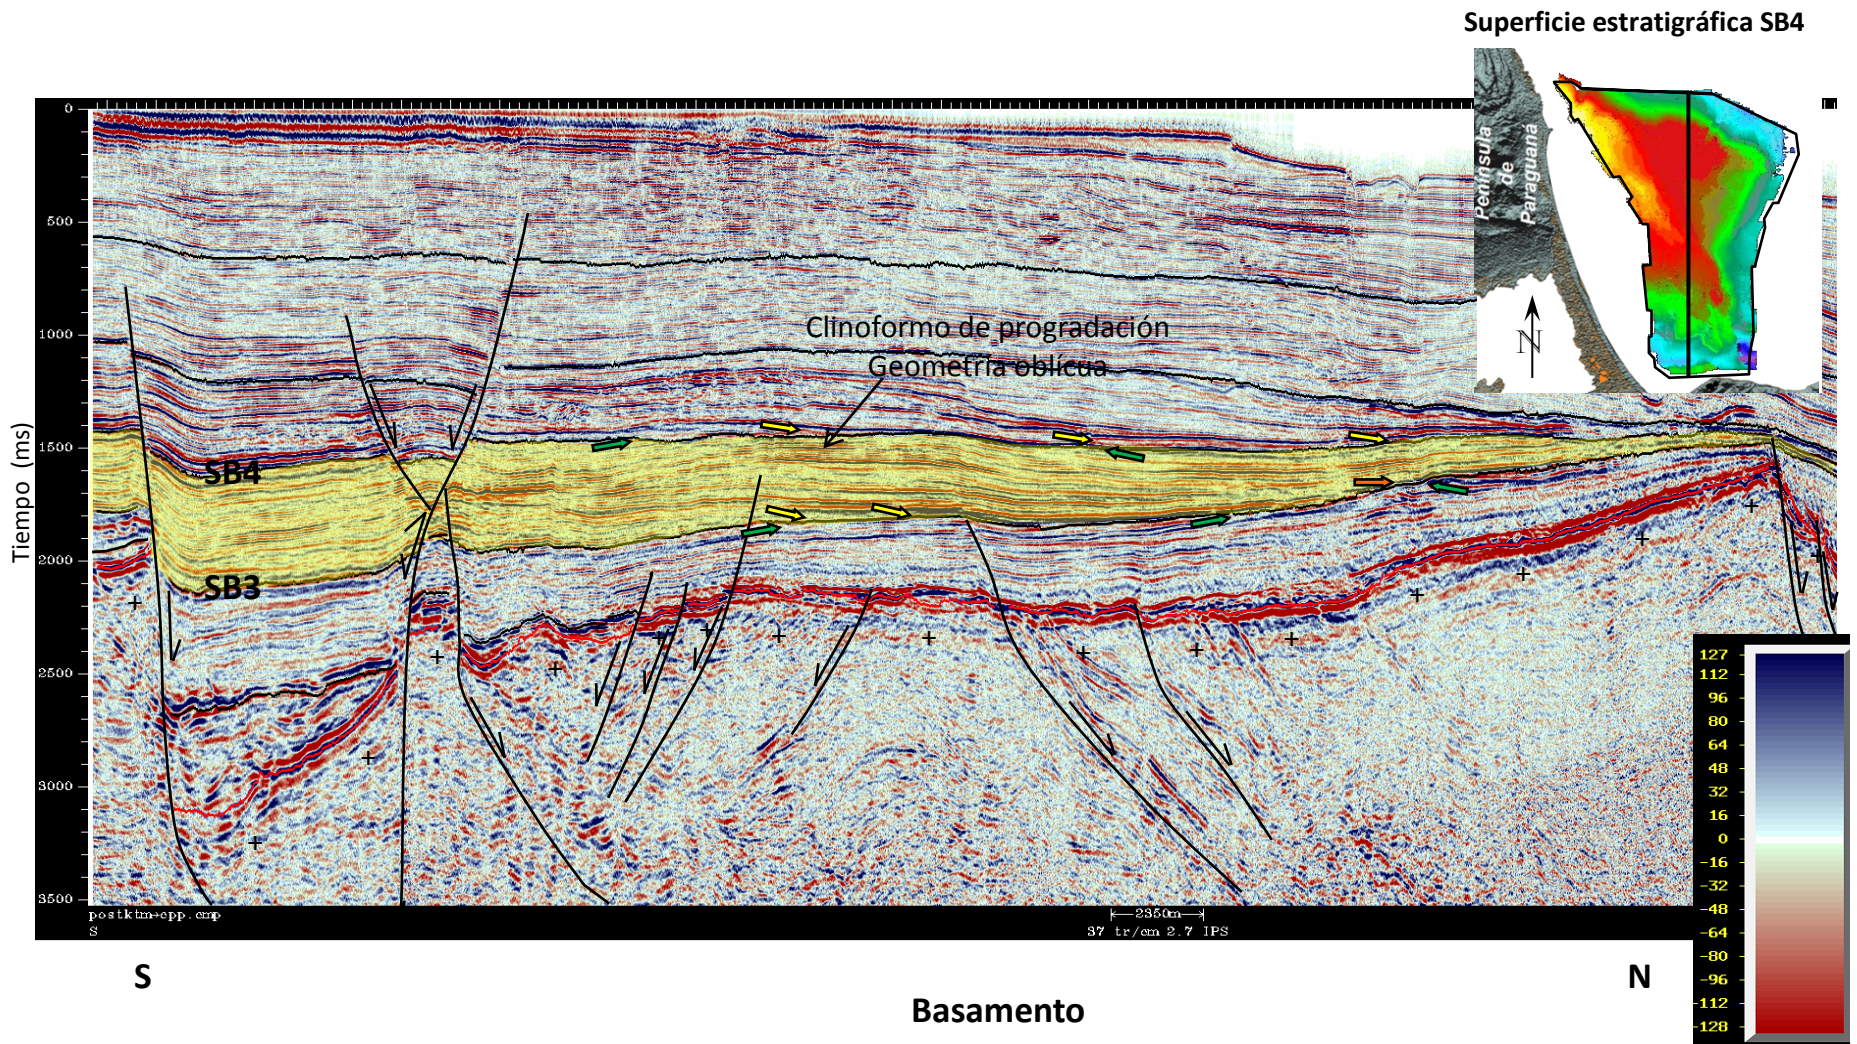 Superficie estratigráfica SB4
Península
de
Paraguaná
N
0
500
1000
1500
2000
2500
3000
3500
Tiempo (ms)
Clinoformo de progradación
Geometría oblícua
SB4
SB3
postktm→cpp.cmp
S
2350m
37 tr/cm 2.7 IPS
S
N
Basamento
127
112
96
80
64
48
32
16
0
-16
-32
-48
-64
-80
-96
-112
-128